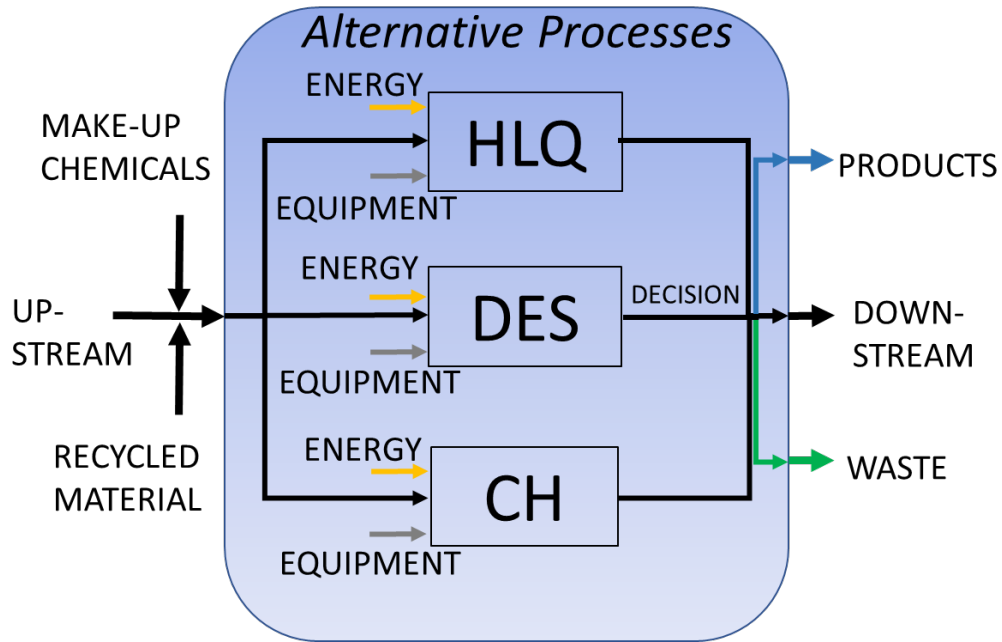 Alternative Processes
MAKE-UP
CHEMICALS
UP-
STREAM
RECYCLED
MATERIAL
ENERGY
HLQ
EQUIPMENT
ENERGY
DES
EQUIPMENT
DECISION
ENERGY
CH
EQUIPMENT
PRODUCTS
DOWN-
STREAM
WASTE